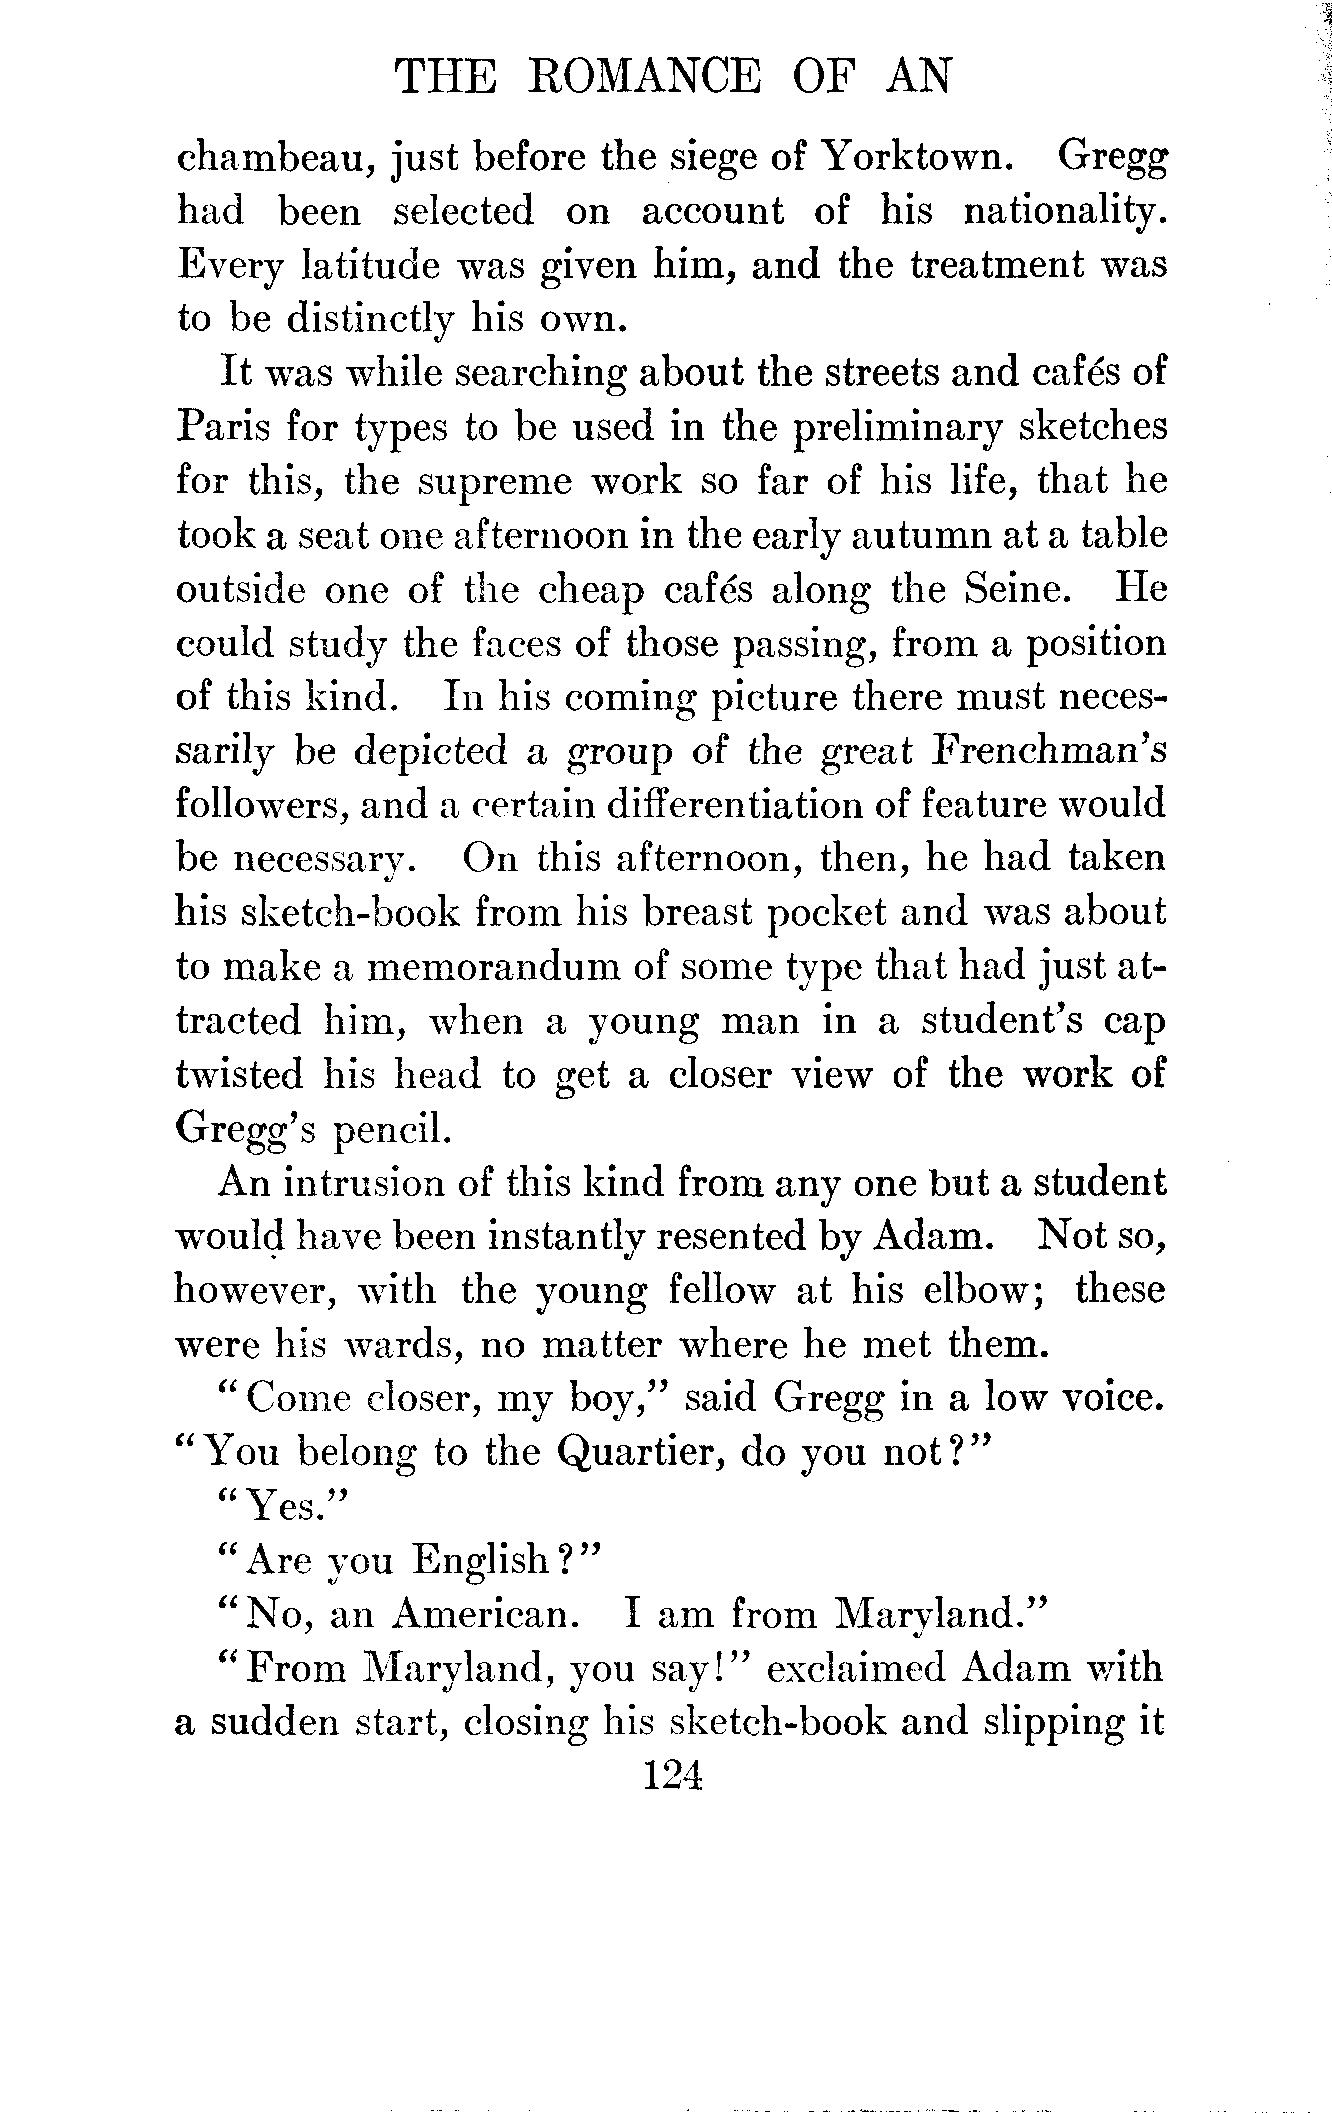 THE ROMANCE OF AN
chambeau, just before the siege of Yorktown. Gregg
had been selected on account of his nationality.
Every latitude was given him, and the treatment was
to be distinctly his own.
It was while searching about the streets and cafés of
Paris for types to be used in the preliminary sketches
for this, the supreme work so far of his life, that he
took a seat one afternoon in the early autumn at a table
outside one of the cheap cafés along the Seine. He
could study the faces of those passing, from a position
of this kind. In his coming picture there must neces-
sarily be depicted a group of the great Frenchman's
followers, and a certain differentiation of feature would
be necessary. On this afternoon, then, he had taken
his sketch-book from his breast pocket and was about
to make a memorandum of some type that had just at-
tracted him, when a young man in a student's cap
twisted his head to get a closer view of the work of
Gregg's pencil.
An intrusion of this kind from any one but a student
would have been instantly resented by Adam. Not so,
however, with the young fellow at his elbow; these
were his wards, no matter where he met them.
"Come closer, my boy," said Gregg in a low voice.
"You belong to the Quartier, do you not?"
"Yes."
"Are you English?"
"No, an American. I am from Maryland."
"From Maryland, you say!" exclaimed Adam with
a sudden start, closing his sketch-book and slipping it
124